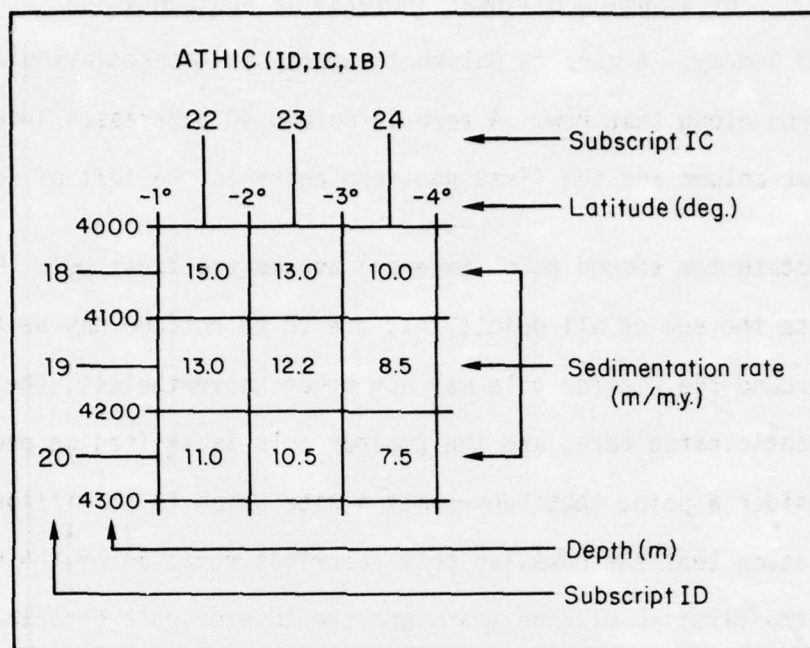 ATHIC (ID, IC, IB)
22 23 24
Subscript IC
-1° -2° -3° -4°
Latitude (deg.)
4000
18 15.0 13.0 10.0
4100
19 13.0 12.2 8.5
Sedimentation rate
(m/m.y.)
4200
20 11.0 10.5 7.5
4300
Depth (m)
Subscript ID